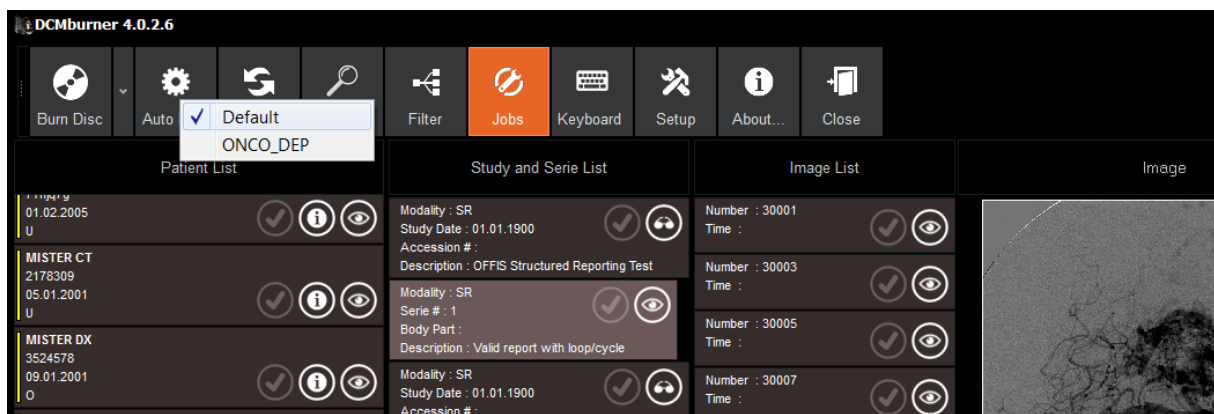 DCMburner 4.0.2.6
Burn Disc
Auto
Filter
Jobs
Keyboard
Setup
About...
Close
Default
ONCO_DEP
Patient List
Study and Serie List
Image List
Image
01.02.2005
U
MISTER CT
2178309
05.01.2001
U
MISTER DX
3524578
09.01.2001
O
Modality : SR
Study Date : 01.01.1900
Accession # :
Description : OFFIS Structured Reporting Test
Modality : SR
Serie # : 1
Body Part :
Description : Valid report with loop/cycle
Modality : SR
Study Date : 01.01.1900
Accession # :
Number : 30001
Time :
Number : 30003
Time :
Number : 30005
Time :
Number : 30007
Time :